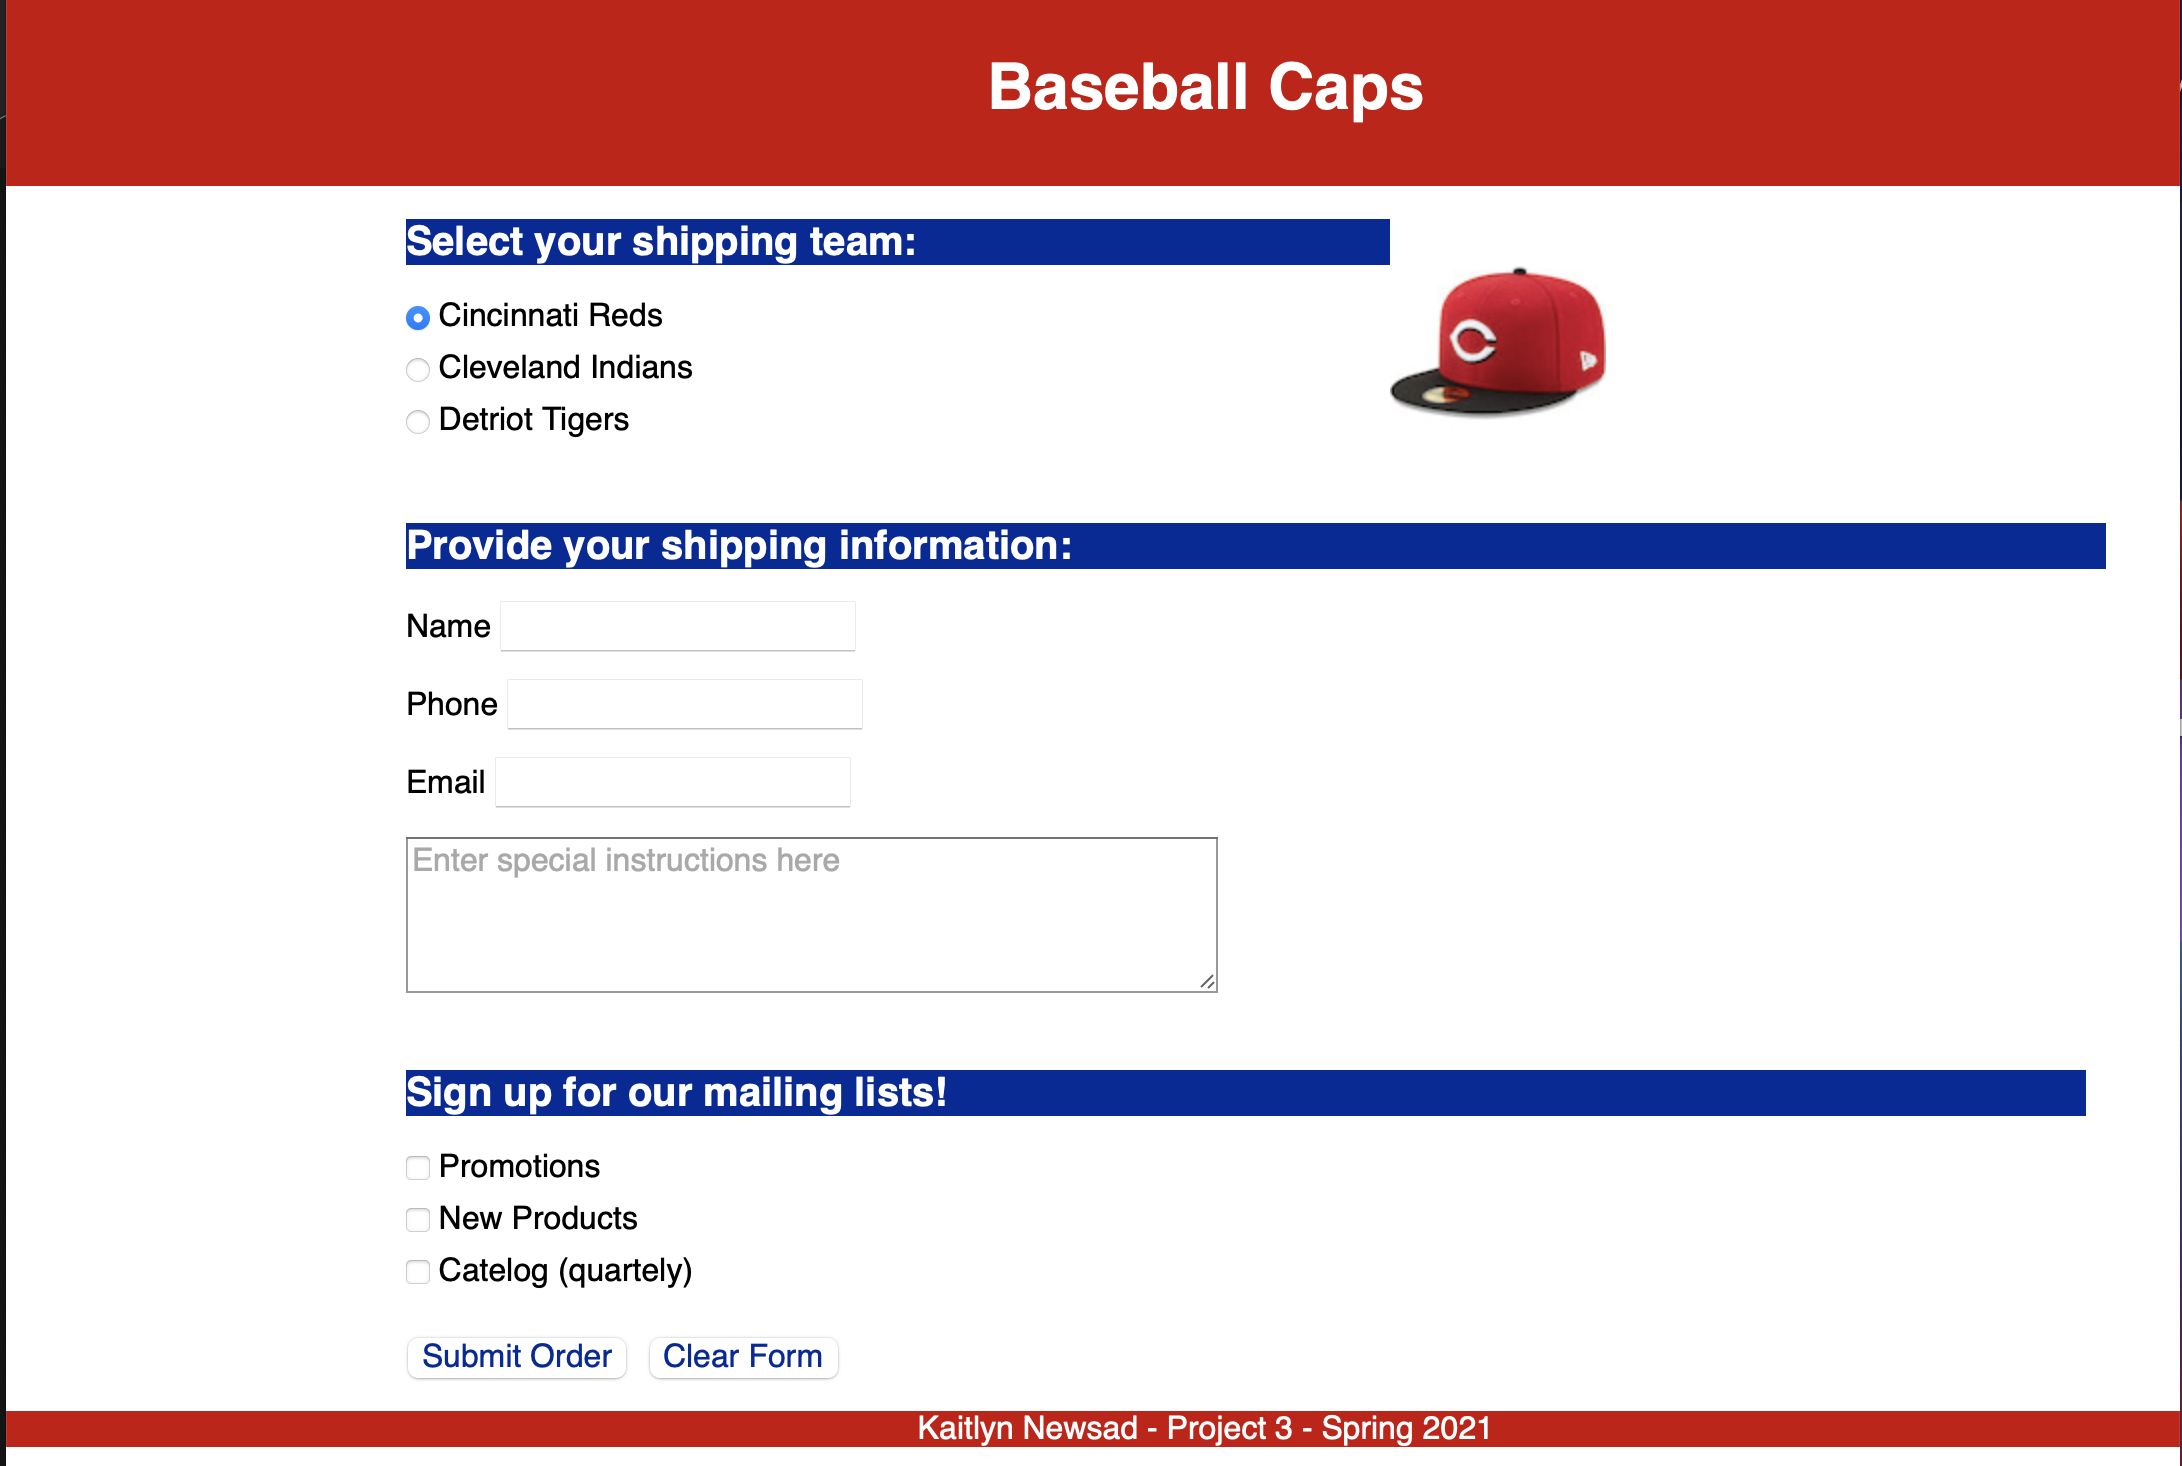 Baseball Caps
Select your shipping team:
Cincinnati Reds
Cleveland Indians
Detriot Tigers
C
Provide your shipping information:
Name
Phone
Email
Enter special instructions here
Sign up for our mailing lists!
Promotions
New Products
Catelog (quartely)
Submit Order
Clear Form
Kaitlyn Newsad - Project 3 - Spring 2021